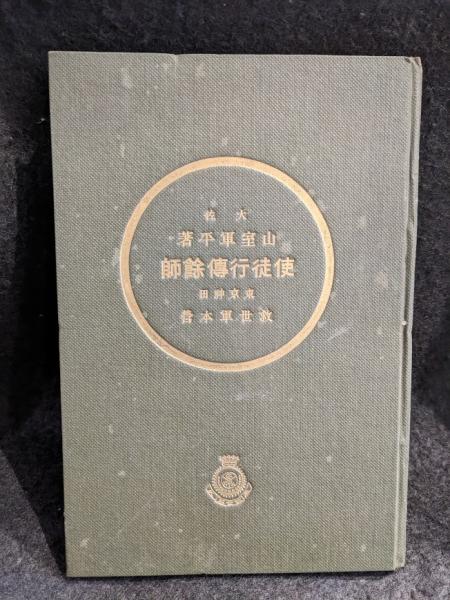 大佐
山室軍平著
使徒行傳餘師
東京神田
救世軍本營